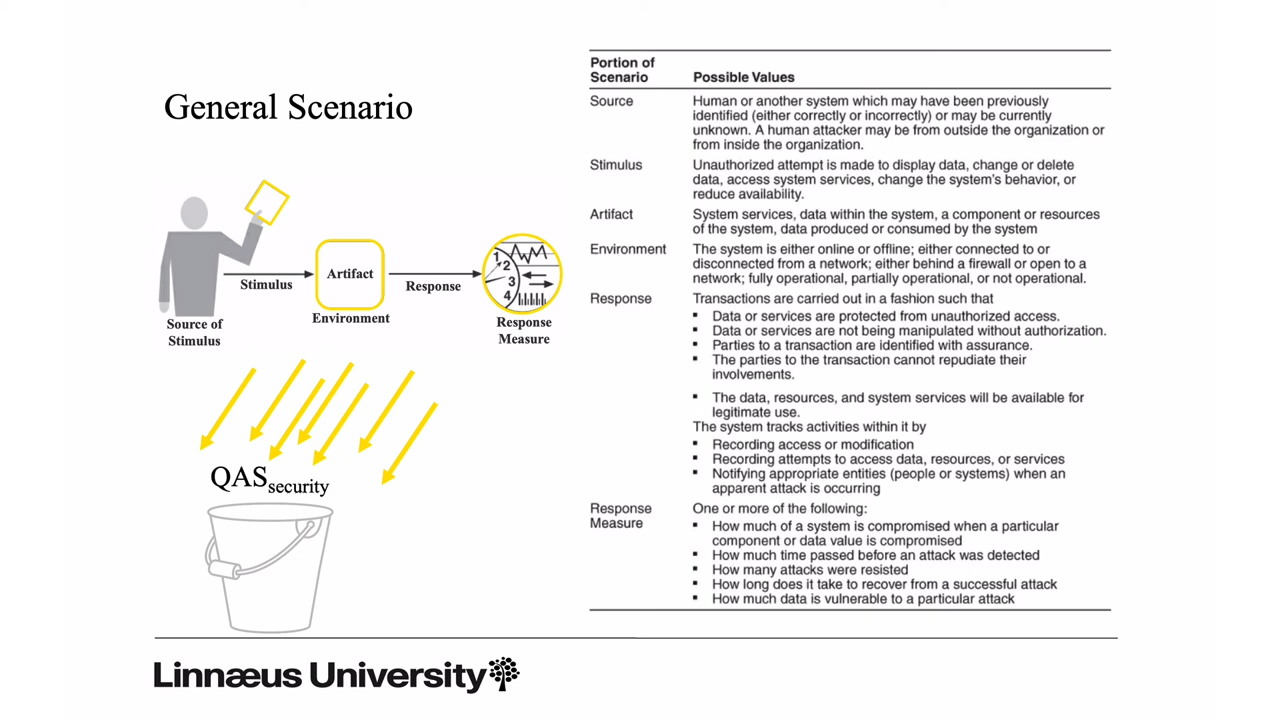 General Scenario
Stimulus
Artifact
Response
Environment
Source of
Stimulus
1
2
3
4
Response
Measure
QASsecurity
Portion of
Scenario
Possible Values
Source
Human or another system which may have been previously
identified (either correctly or incorrectly) or may be currently
unknown. A human attacker may be from outside the organization or
from inside the organization.
Stimulus
Unauthorized attempt is made to display data, change or delete
data, access system services, change the system's behavior, or
reduce availability.
Artifact
System services, data within the system, a component or resources
of the system, data produced or consumed by the system
Environment
The system is either online or offline; either connected to or
disconnected from a network; either behind a firewall or open to a
network; fully operational, partially operational, or not operational.
Response
Transactions are carried out in a fashion such that
▪ Data or services are protected from unauthorized access.
▪ Data or services are not being manipulated without authorization.
▪ Parties to a transaction are identified with assurance.
▪ The parties to the transaction cannot repudiate their
involvements.
▪ The data, resources, and system services will be available for
legitimate use.
The system tracks activities within it by
▪ Recording access or modification
▪ Recording attempts to access data, resources, or services
▪ Notifying appropriate entities (people or systems) when an
apparent attack is occurring
Response
Measure
One or more of the following:
▪ How much of a system is compromised when a particular
component or data value is compromised
▪ How much time passed before an attack was detected
▪ How many attacks were resisted
▪ How long does it take to recover from a successful attack
▪ How much data is vulnerable to a particular attack
Linnæus University